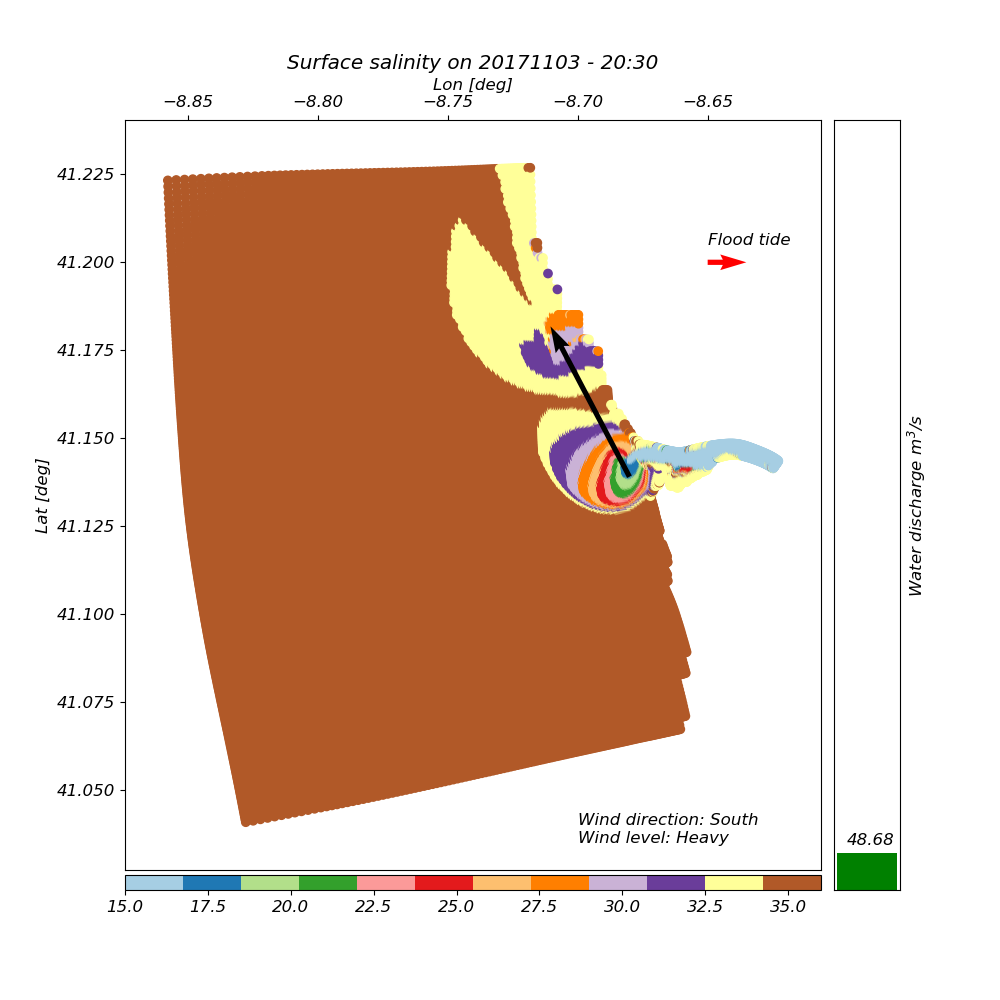 Surface salinity on 20171103 - 20:30
Lon [deg]
−8.85 −8.80 −8.75 −8.70 −8.65
41.225
41.200
41.175
41.150
41.125
41.100
41.075
41.050
Lat [deg]
Flood tide
Wind direction: South
Wind level: Heavy
15.0 17.5 20.0 22.5 25.0 27.5 30.0 32.5 35.0
48.68
Water discharge m³/s